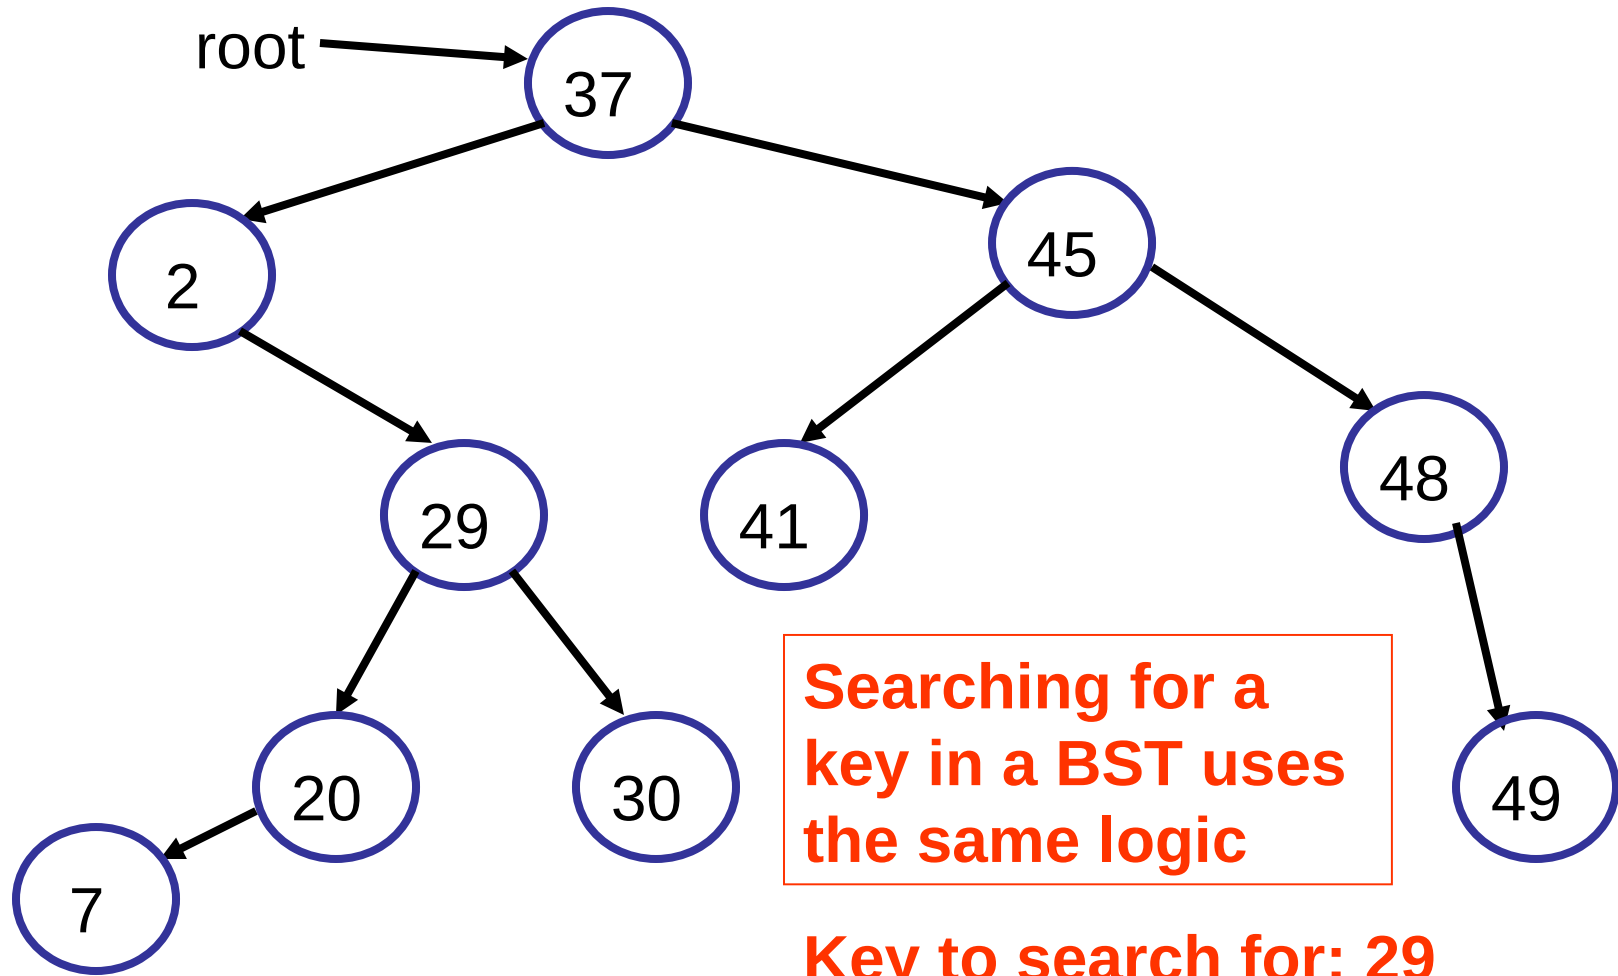 root
37
2
45
29
41
48
20
30
49
7
Searching for a
key in a BST uses
the same logic
Key to search for: 29